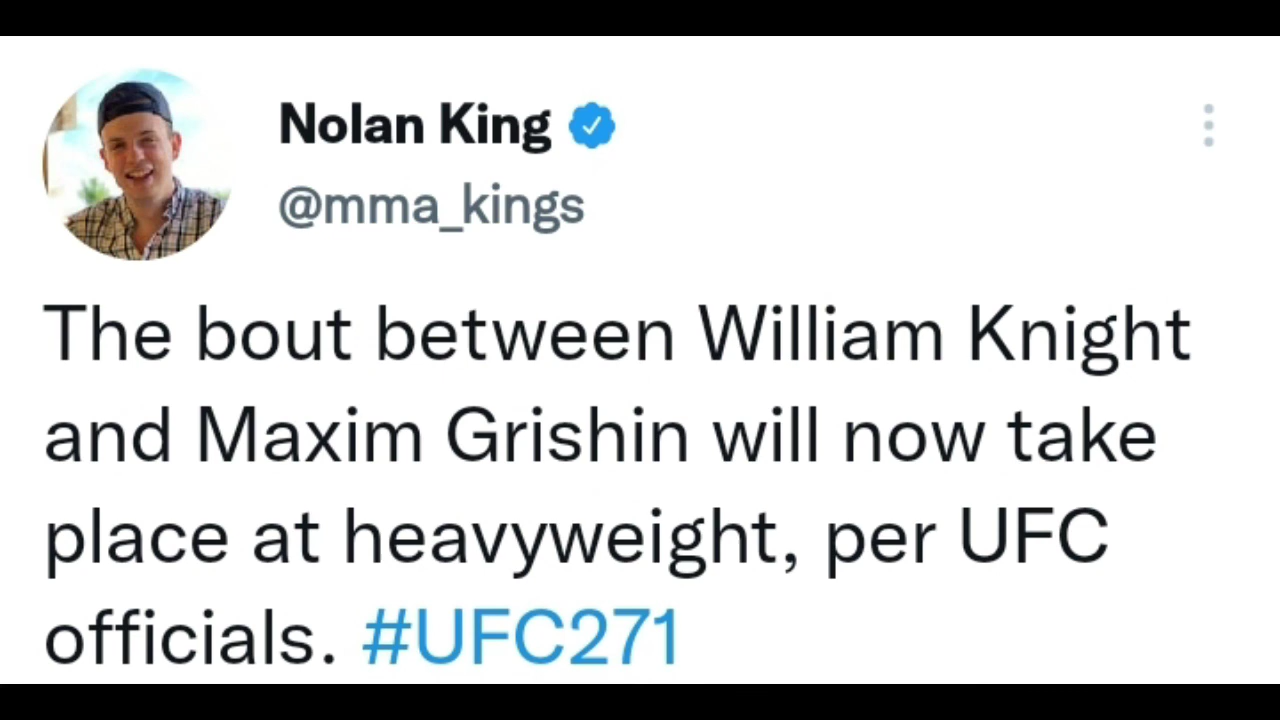 Nolan King
@mma_kings
The bout between William Knight
and Maxim Grishin will now take
place at heavyweight, per UFC
officials. #UFC271